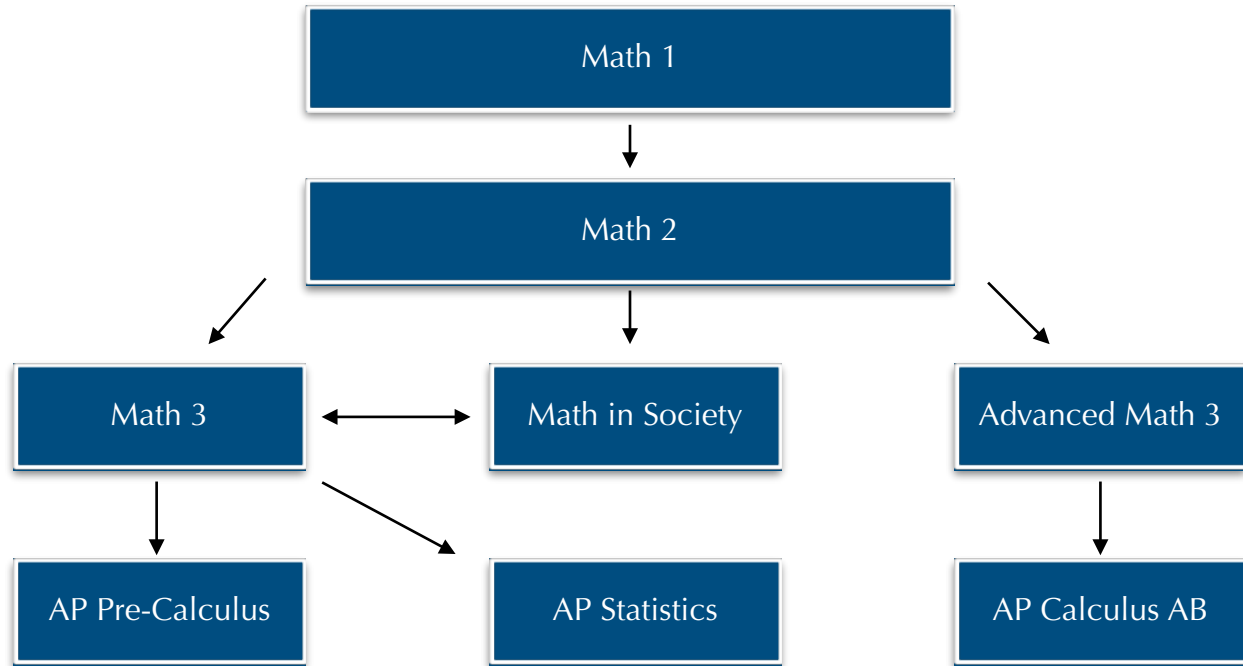 Math 1
Math 2
Math 3
Math in Society
Advanced Math 3
AP Pre-Calculus
AP Statistics
AP Calculus AB